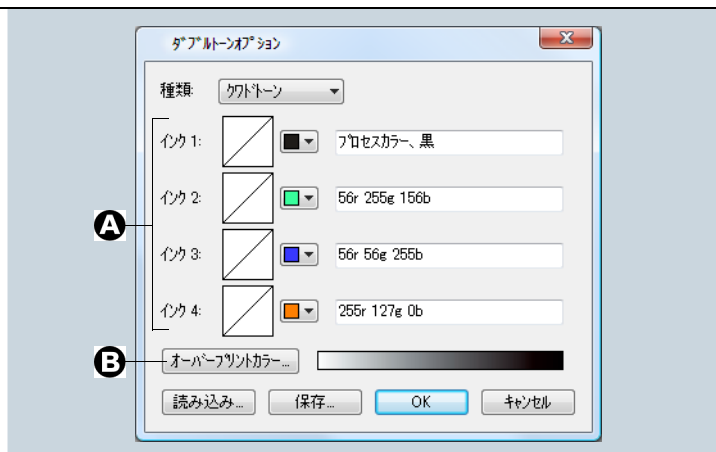 ダブルトーンオプション
種類: クワドトーン
インク 1: プロセスカラー、黒
インク 2: 56r 255g 156b
A
インク 3: 56r 56g 255b
インク 4: 255r 127g 0b
B オーバープリントカラー...
読み込み... 保存... OK キャンセル